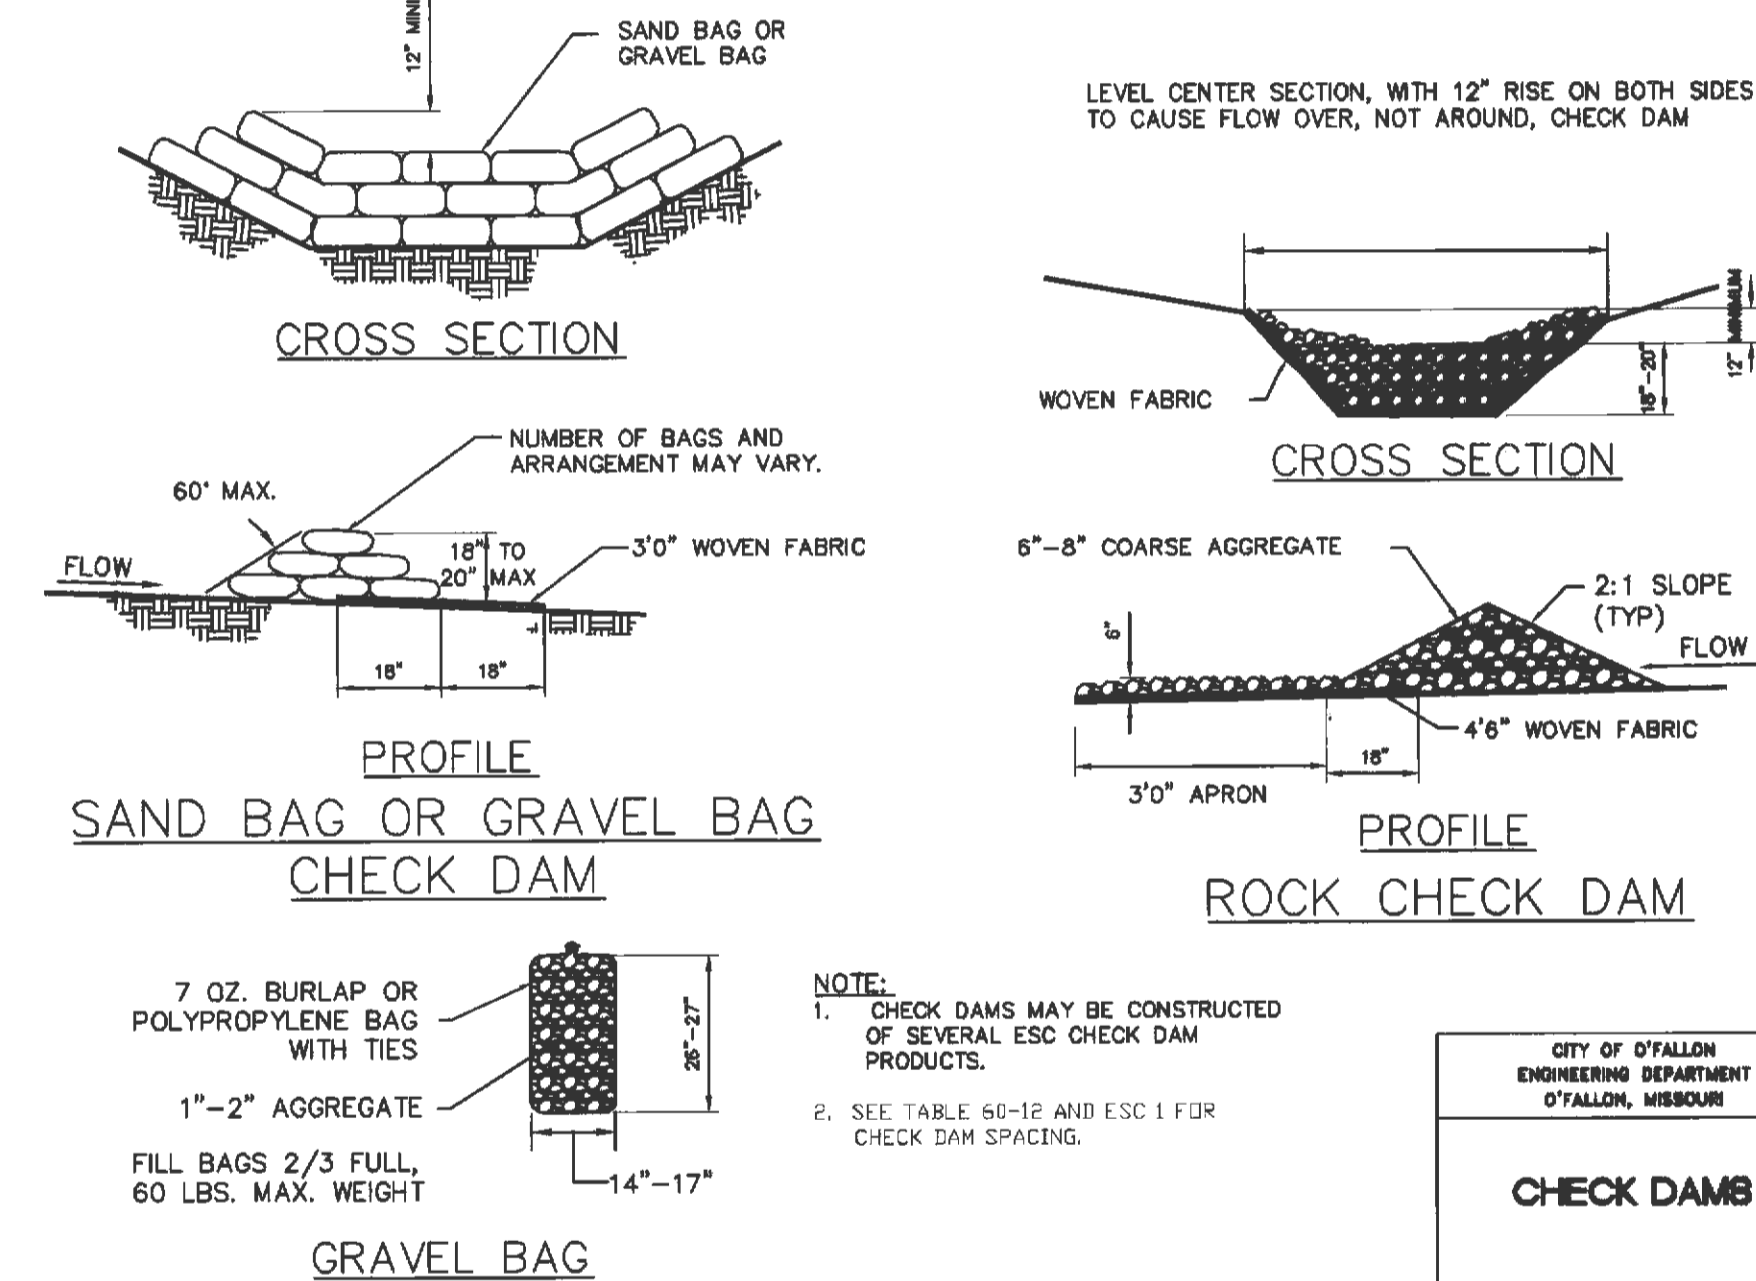 12" MINI
SAND BAG OR
GRAVEL BAG
CROSS SECTION
NUMBER OF BAGS AND
ARRANGEMENT MAY VARY.
60° MAX.
FLOW
18" TO
20" MAX
3'0" WOVEN FABRIC
18"
18"
PROFILE
SAND BAG OR GRAVEL BAG
CHECK DAM
7 OZ. BURLAP OR
POLYPROPYLENE BAG
WITH TIES
1"-2" AGGREGATE
FILL BAGS 2/3 FULL,
60 LBS. MAX. WEIGHT
26"-27"
14"-17"
GRAVEL BAG
LEVEL CENTER SECTION, WITH 12" RISE ON BOTH SIDES
TO CAUSE FLOW OVER, NOT AROUND, CHECK DAM
WOVEN FABRIC
18"-20"
12" MINIMUM
CROSS SECTION
6"-8" COARSE AGGREGATE
2:1 SLOPE
(TYP)
FLOW
6"
4'6" WOVEN FABRIC
18"
3'0" APRON
PROFILE
ROCK CHECK DAM
NOTE:
1. CHECK DAMS MAY BE CONSTRUCTED
OF SEVERAL ESC CHECK DAM
PRODUCTS.
2. SEE TABLE 60-12 AND ESC 1 FOR
CHECK DAM SPACING.
CITY OF O'FALLON
ENGINEERING DEPARTMENT
O'FALLON, MISSOURI
CHECK DAMS